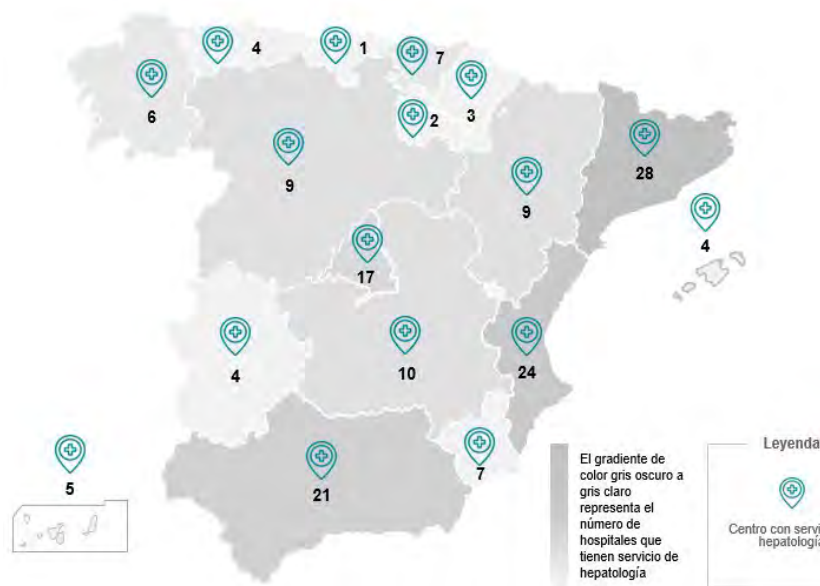 4
1
7
6
3
2
9
28
9
4
17
4
10
24
5
21
7
El gradiente de
color gris oscuro a
gris claro
representa el
número de
hospitales que
tienen servicio de
hepatología
Leyenda
Centro con servi
hepatología